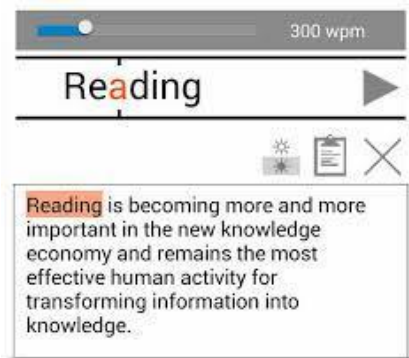 300 wpm
Reading
Reading is becoming more and more
important in the new knowledge
economy and remains the most
effective human activity for
transforming information into
knowledge.